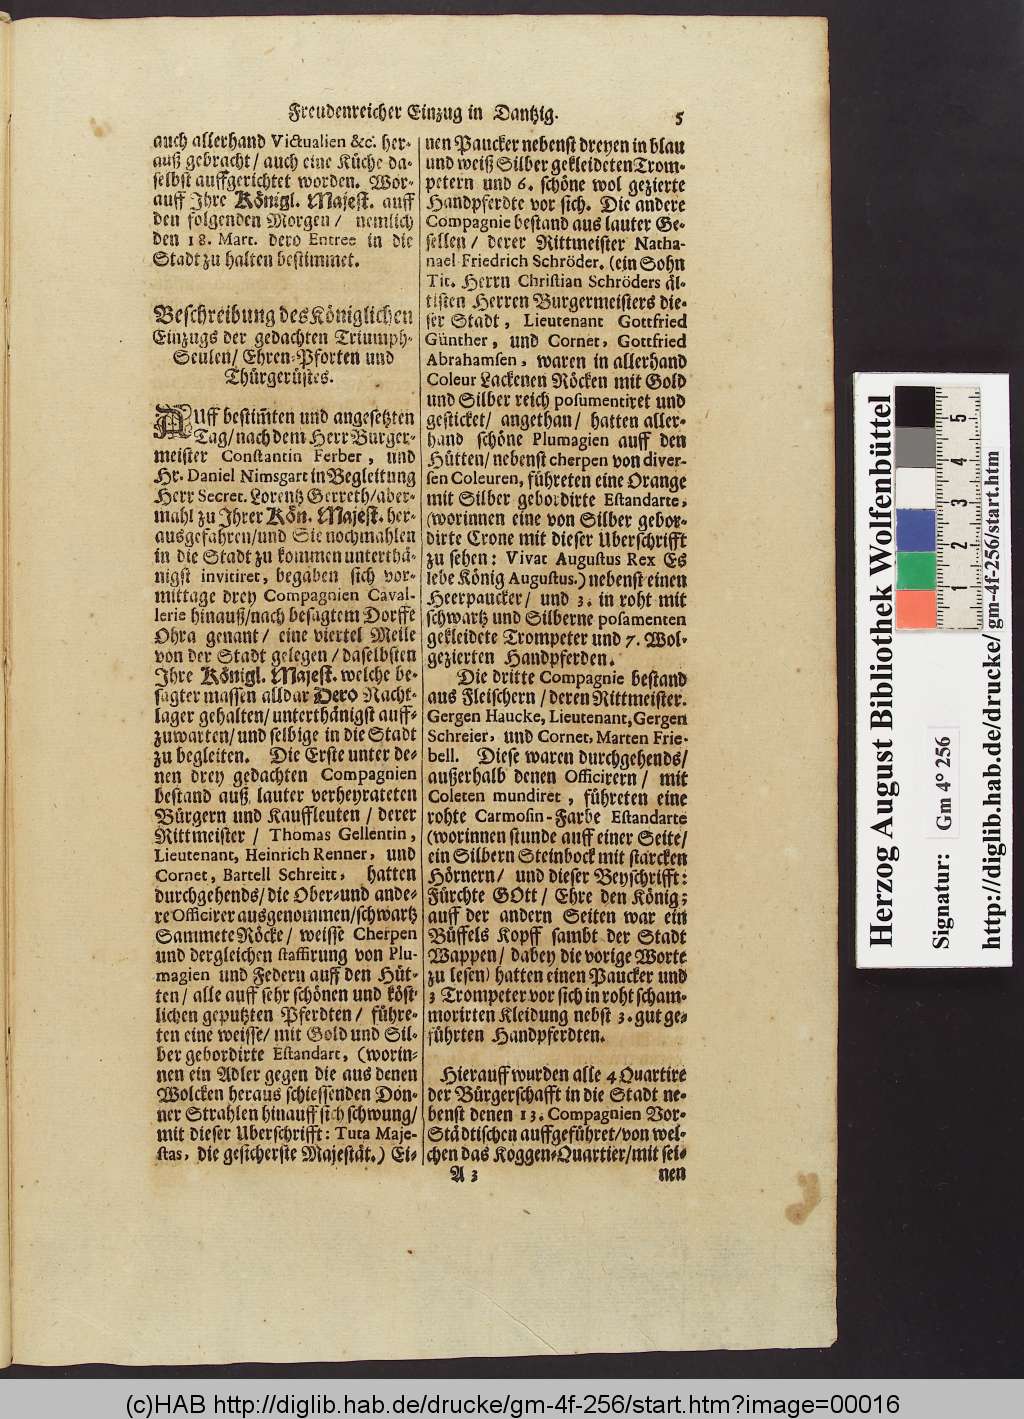 Freudenreicher Einzug in Dantzig. 5
auch allerhand Victualien &c. her-
auß gebracht/ auch eine Küche da-
selbst auffgerichtet worden. Wor-
auff Ihre Königl. Majest. auff
den folgenden Morgen/ nemlich
den 18. Mart. dero Entree in die
Stadt zu halten bestimmet.
Beschreibung des Königlichen
Einzugs der gedachten Triumph-
Seulen/ Ehren-Pforten und
Thürgerüstes.
AUff bestim̃ten und angesetzten
Tag/ nach dem Herr Burger-
meister Constantin Ferber, und
Hr. Daniel Nimsgart in Begleitung
Herr Secret. Lorentz Gerreth/ aber-
mahl zu Ihrer Kön. Majest. her-
ausgefahren/ und Sie nochmahlen
in die Stadt zu kommen unterthä-
nigst invitiret, begaben sich vor-
mittage drey Compagnien Caval-
lerie hinauß/ nach besagtem Dorffe
Ohra genant/ eine viertel Meile
von der Stadt gelegen/ daselbsten
Ihre Königl. Majest. welche be-
sagter massen alldar Dero Nacht-
lager gehalten/ unterthänigst auff-
zuwarten/ und selbige in die Stadt
zu begleiten. Die Erste unter de-
nen drey gedachten Compagnien
bestand auß lauter verheyrateten
Bürgern und Kauffleuten/ derer
Rittmeister/ Thomas Gellentin,
Lieutenant, Heinrich Renner, und
Cornet, Bartell Schreitt, hatten
durchgehends/ die Ober- und ande-
re Officirer ausgenommen/ schwartz
Sammete Röcke/ weisse Cherpen
und dergleichen staffirung von Plu-
magien und Federn auff den Hüt-
ten/ alle auff sehr schönen und köst-
lichen geputzten Pferdten/ führe-
ten eine weisse/ mit Gold und Sil-
ber gebordirte Estandart, (worin-
nen ein Adler gegen die aus denen
Wolcken heraus schiessenden Don-
ner Strahlen hinauff sich schwung/
mit dieser Uberschrifft: Tuta Maje-
stas, die gesicherste Majestät.) Ei-
nen Paucker nebenst dreyen in blau
und weiß Silber gekleideten Trom-
petern und 6. schöne wol gezierte
Handpferdte vor sich. Die andere
Compagnie bestand aus lauter Ge-
sellen/ derer Rittmeister Natha-
nael Friedrich Schröder. (ein Sohn
Tit. Herrn Christian Schröders äl-
tisten Herren Burgermeisters die-
ser Stadt, Lieutenant Gottfried
Günther, und Cornet, Gottfried
Abrahamsen, waren in allerhand
Coleur Lackenen Röcken mit Gold
und Silber reich posumentiret und
gesticket/ angethan/ hatten aller-
hand schöne Plumagien auff den
Hütten/ nebenst cherpen von diver-
sen Coleuren, führeten eine Orange
mit Silber gebordirte Estandarte,
(worinnen eine von Silber gebor-
dirte Crone mit dieser Uberschrifft
zu sehen: Vivat Augustus Rex Es
lebe König Augustus.) nebenst einen
Heerpaucker/ und 3. in roht mit
schwartz und Silberne posamenten
gekleidete Trompeter und 7. Wol-
gezierten Handpferden.
Die dritte Compagnie bestand
aus Fleischern/ deren Rittmeister.
Gergen Haucke, Lieutenant, Gergen
Schreier, und Cornet, Marten Frie-
bell. Diese waren durchgehends/
außerhalb denen Officirern/ mit
Coleten mundiret, führeten eine
rohte Carmosin-Farbe Estandarte
(worinnen stunde auff einer Seite/
ein Silbern Steinbock mit starcken
Hörnern/ und dieser Beyschrifft:
Fürchte GOtt/ Ehre den König;
auff der andern Seiten war ein
Büffels Kopff sambt der Stadt
Wappen/ dabey die vorige Worte
zu lesen) hatten einen Paucker und
3 Trompeter vor sich in roht scham-
morirten Kleidung nebst 3. gut ge-
führten Handpferdten.
Hierauff wurden alle 4 Quartire
der Bürgerschafft in die Stadt ne-
benst denen 13. Compagnien Vor-
Städtischen auffgeführet/ von wel-
chen das Koggen-Quartier/ mit sei-
A 3 nen
Herzog August Bibliothek Wolfenbüttel
Signatur: Gm 4° 256
http://diglib.hab.de/drucke/ gm-4f-256/start.htm
1 2 3 4 5
(c)HAB http://diglib.hab.de/drucke/gm-4f-256/start.htm?image=00016